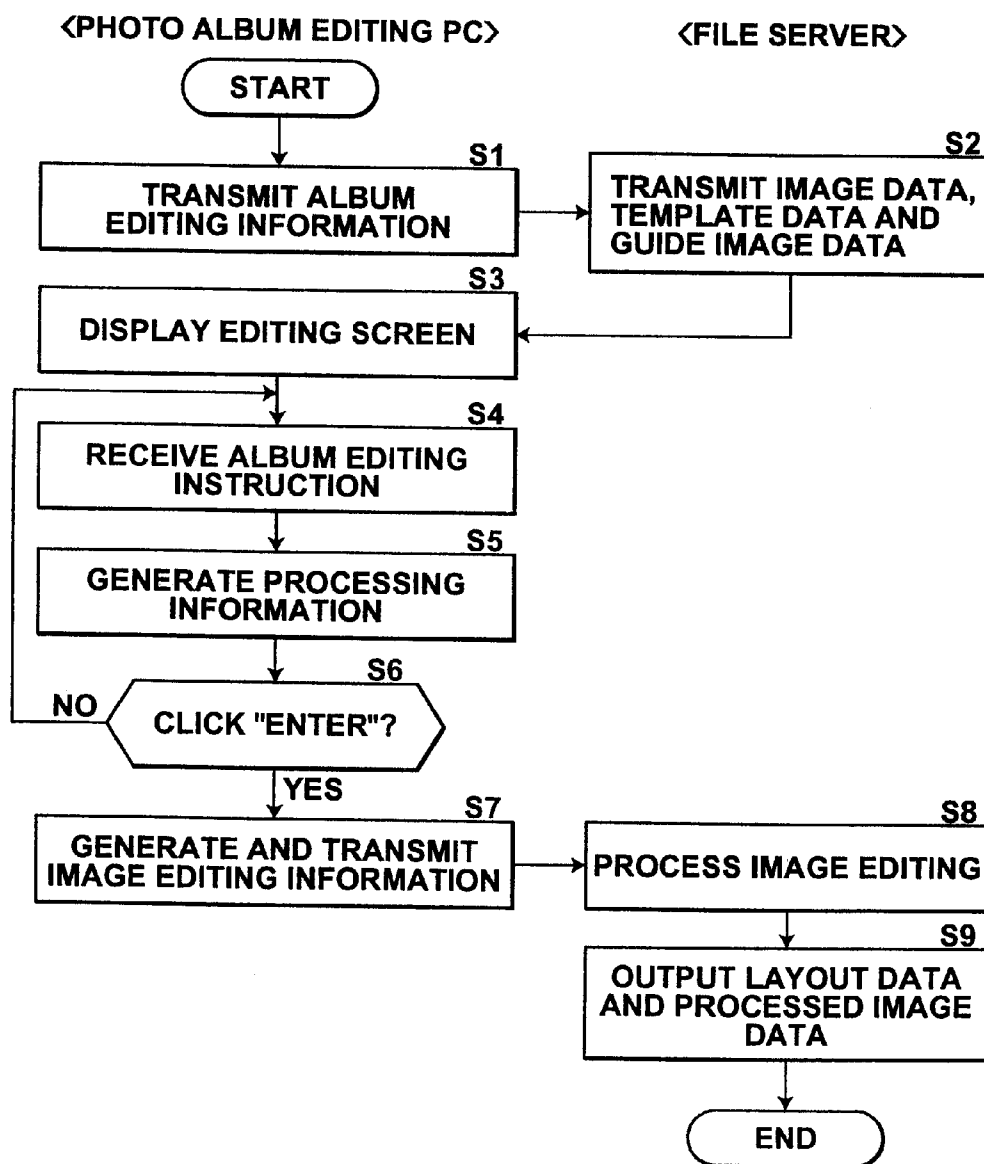 <PHOTO ALBUM EDITING PC>
<FILE SERVER>
START
S1
TRANSMIT ALBUM
EDITING INFORMATION
S2
TRANSMIT IMAGE DATA,
TEMPLATE DATA AND
GUIDE IMAGE DATA
S3
DISPLAY EDITING SCREEN
S4
RECEIVE ALBUM EDITING
INSTRUCTION
S5
GENERATE PROCESSING
INFORMATION
S6
CLICK "ENTER"?
NO
YES
S7
GENERATE AND TRANSMIT
IMAGE EDITING INFORMATION
S8
PROCESS IMAGE EDITING
S9
OUTPUT LAYOUT DATA
AND PROCESSED IMAGE
DATA
END